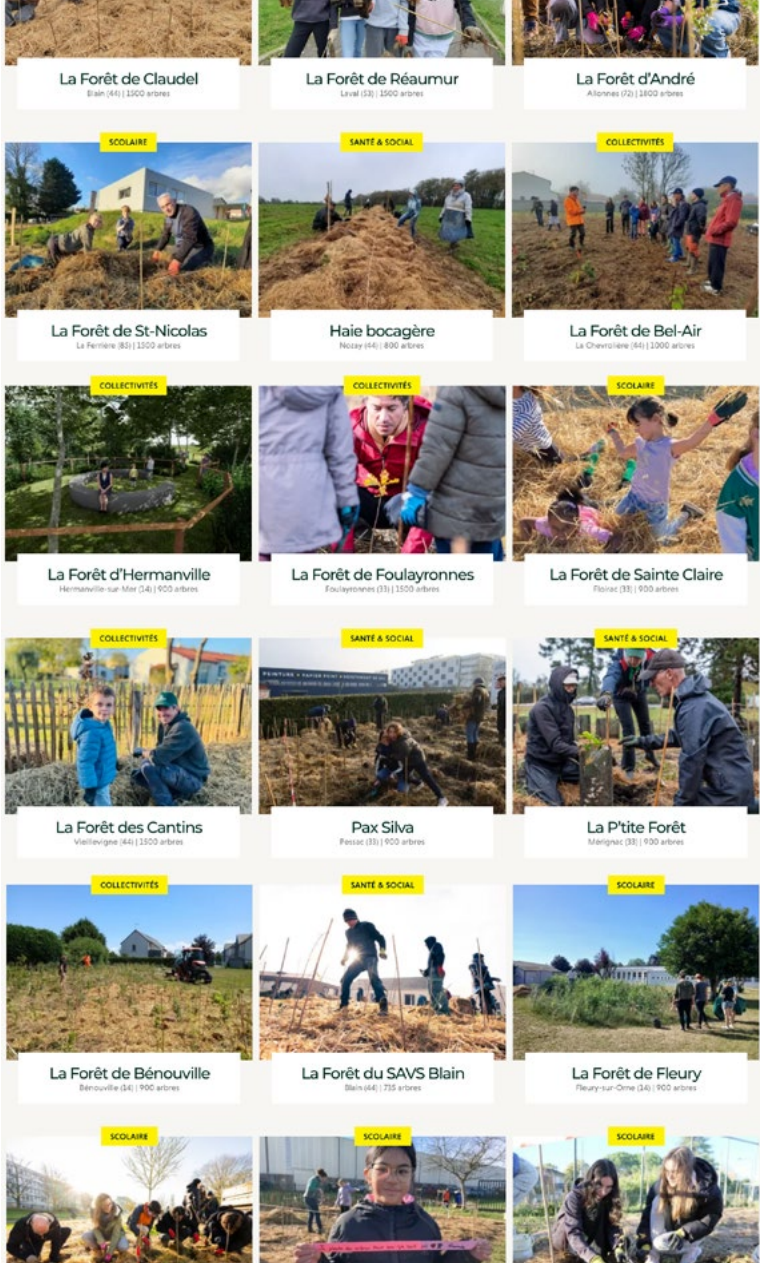 La Forêt de Claudel
Blain (44) | 1500 arbres
La Forêt de Réaumur
Laval (53) | 1500 arbres
La Forêt d'André
Allonnes (72) | 1800 arbres
SCOLAIRE
SANTÉ & SOCIAL
COLLECTIVITÉS
La Forêt de St-Nicolas
La Ferrière (85) | 1500 arbres
Haie bocagère
Nozay (44) | 800 arbres
La Forêt de Bel-Air
La Chevrolière (44) | 1000 arbres
COLLECTIVITÉS
COLLECTIVITÉS
SCOLAIRE
La Forêt d'Hermanville
Hermanville-sur-Mer (14) | 900 arbres
La Forêt de Foulayronnes
Foulayronnes (33) | 1500 arbres
La Forêt de Sainte Claire
Floirac (33) | 900 arbres
COLLECTIVITÉS
SANTÉ & SOCIAL
SANTÉ & SOCIAL
La Forêt des Cantins
Vieillevigne (44) | 1500 arbres
Pax Silva
Pessac (33) | 900 arbres
La P'tite Forêt
Mérignac (33) | 900 arbres
COLLECTIVITÉS
SANTÉ & SOCIAL
SCOLAIRE
La Forêt de Bénouville
Bénouville (14) | 900 arbres
La Forêt du SAVS Blain
Blain (44) | 735 arbres
La Forêt de Fleury
Fleury-sur-Orne (14) | 900 arbres
SCOLAIRE
SCOLAIRE
SCOLAIRE